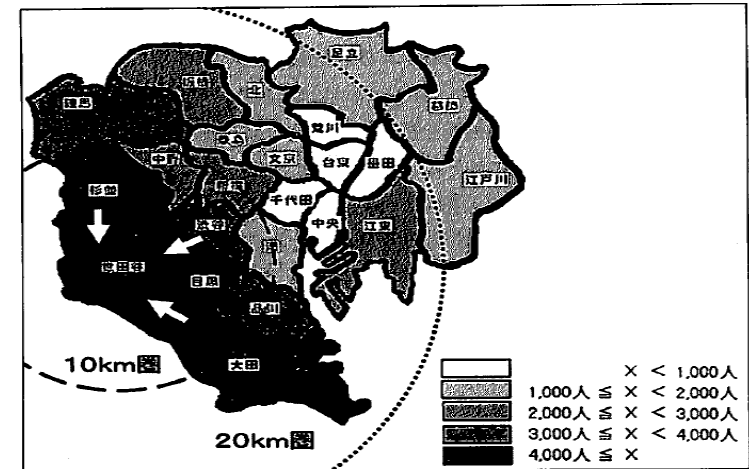 足立
板橋
北
葛飾
練馬
荒川
豊島
文京
台東
墨田
中野
江戸川
杉並
新宿
千代田
渋谷
中央
江東
港
世田谷
目黒
品川
大田
10km圏
20km圏
X < 1,000人
1,000人 ≦ X < 2,000人
2,000人 ≦ X < 3,000人
3,000人 ≦ X < 4,000人
4,000人 ≦ X